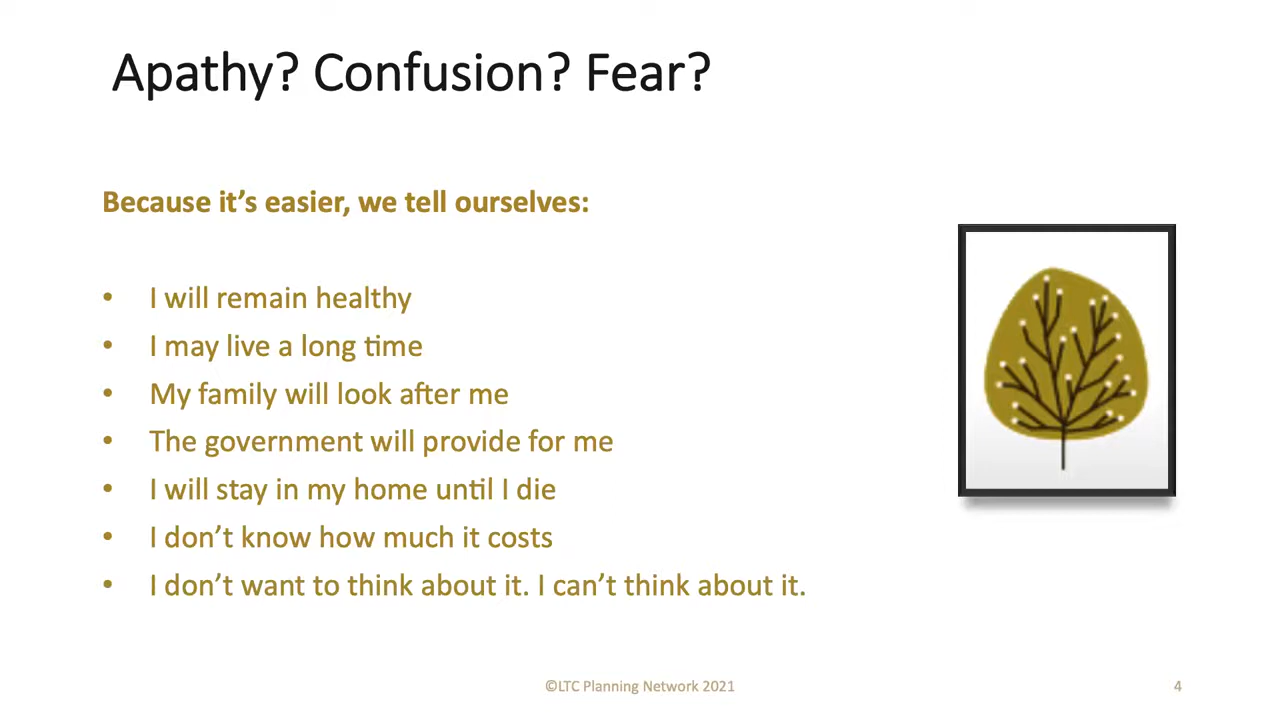 Apathy? Confusion? Fear?
Because it’s easier, we tell ourselves:
• I will remain healthy
• I may live a long time
• My family will look after me
• The government will provide for me
• I will stay in my home until I die
• I don’t know how much it costs
• I don’t want to think about it. I can’t think about it.
©LTC Planning Network 2021
4